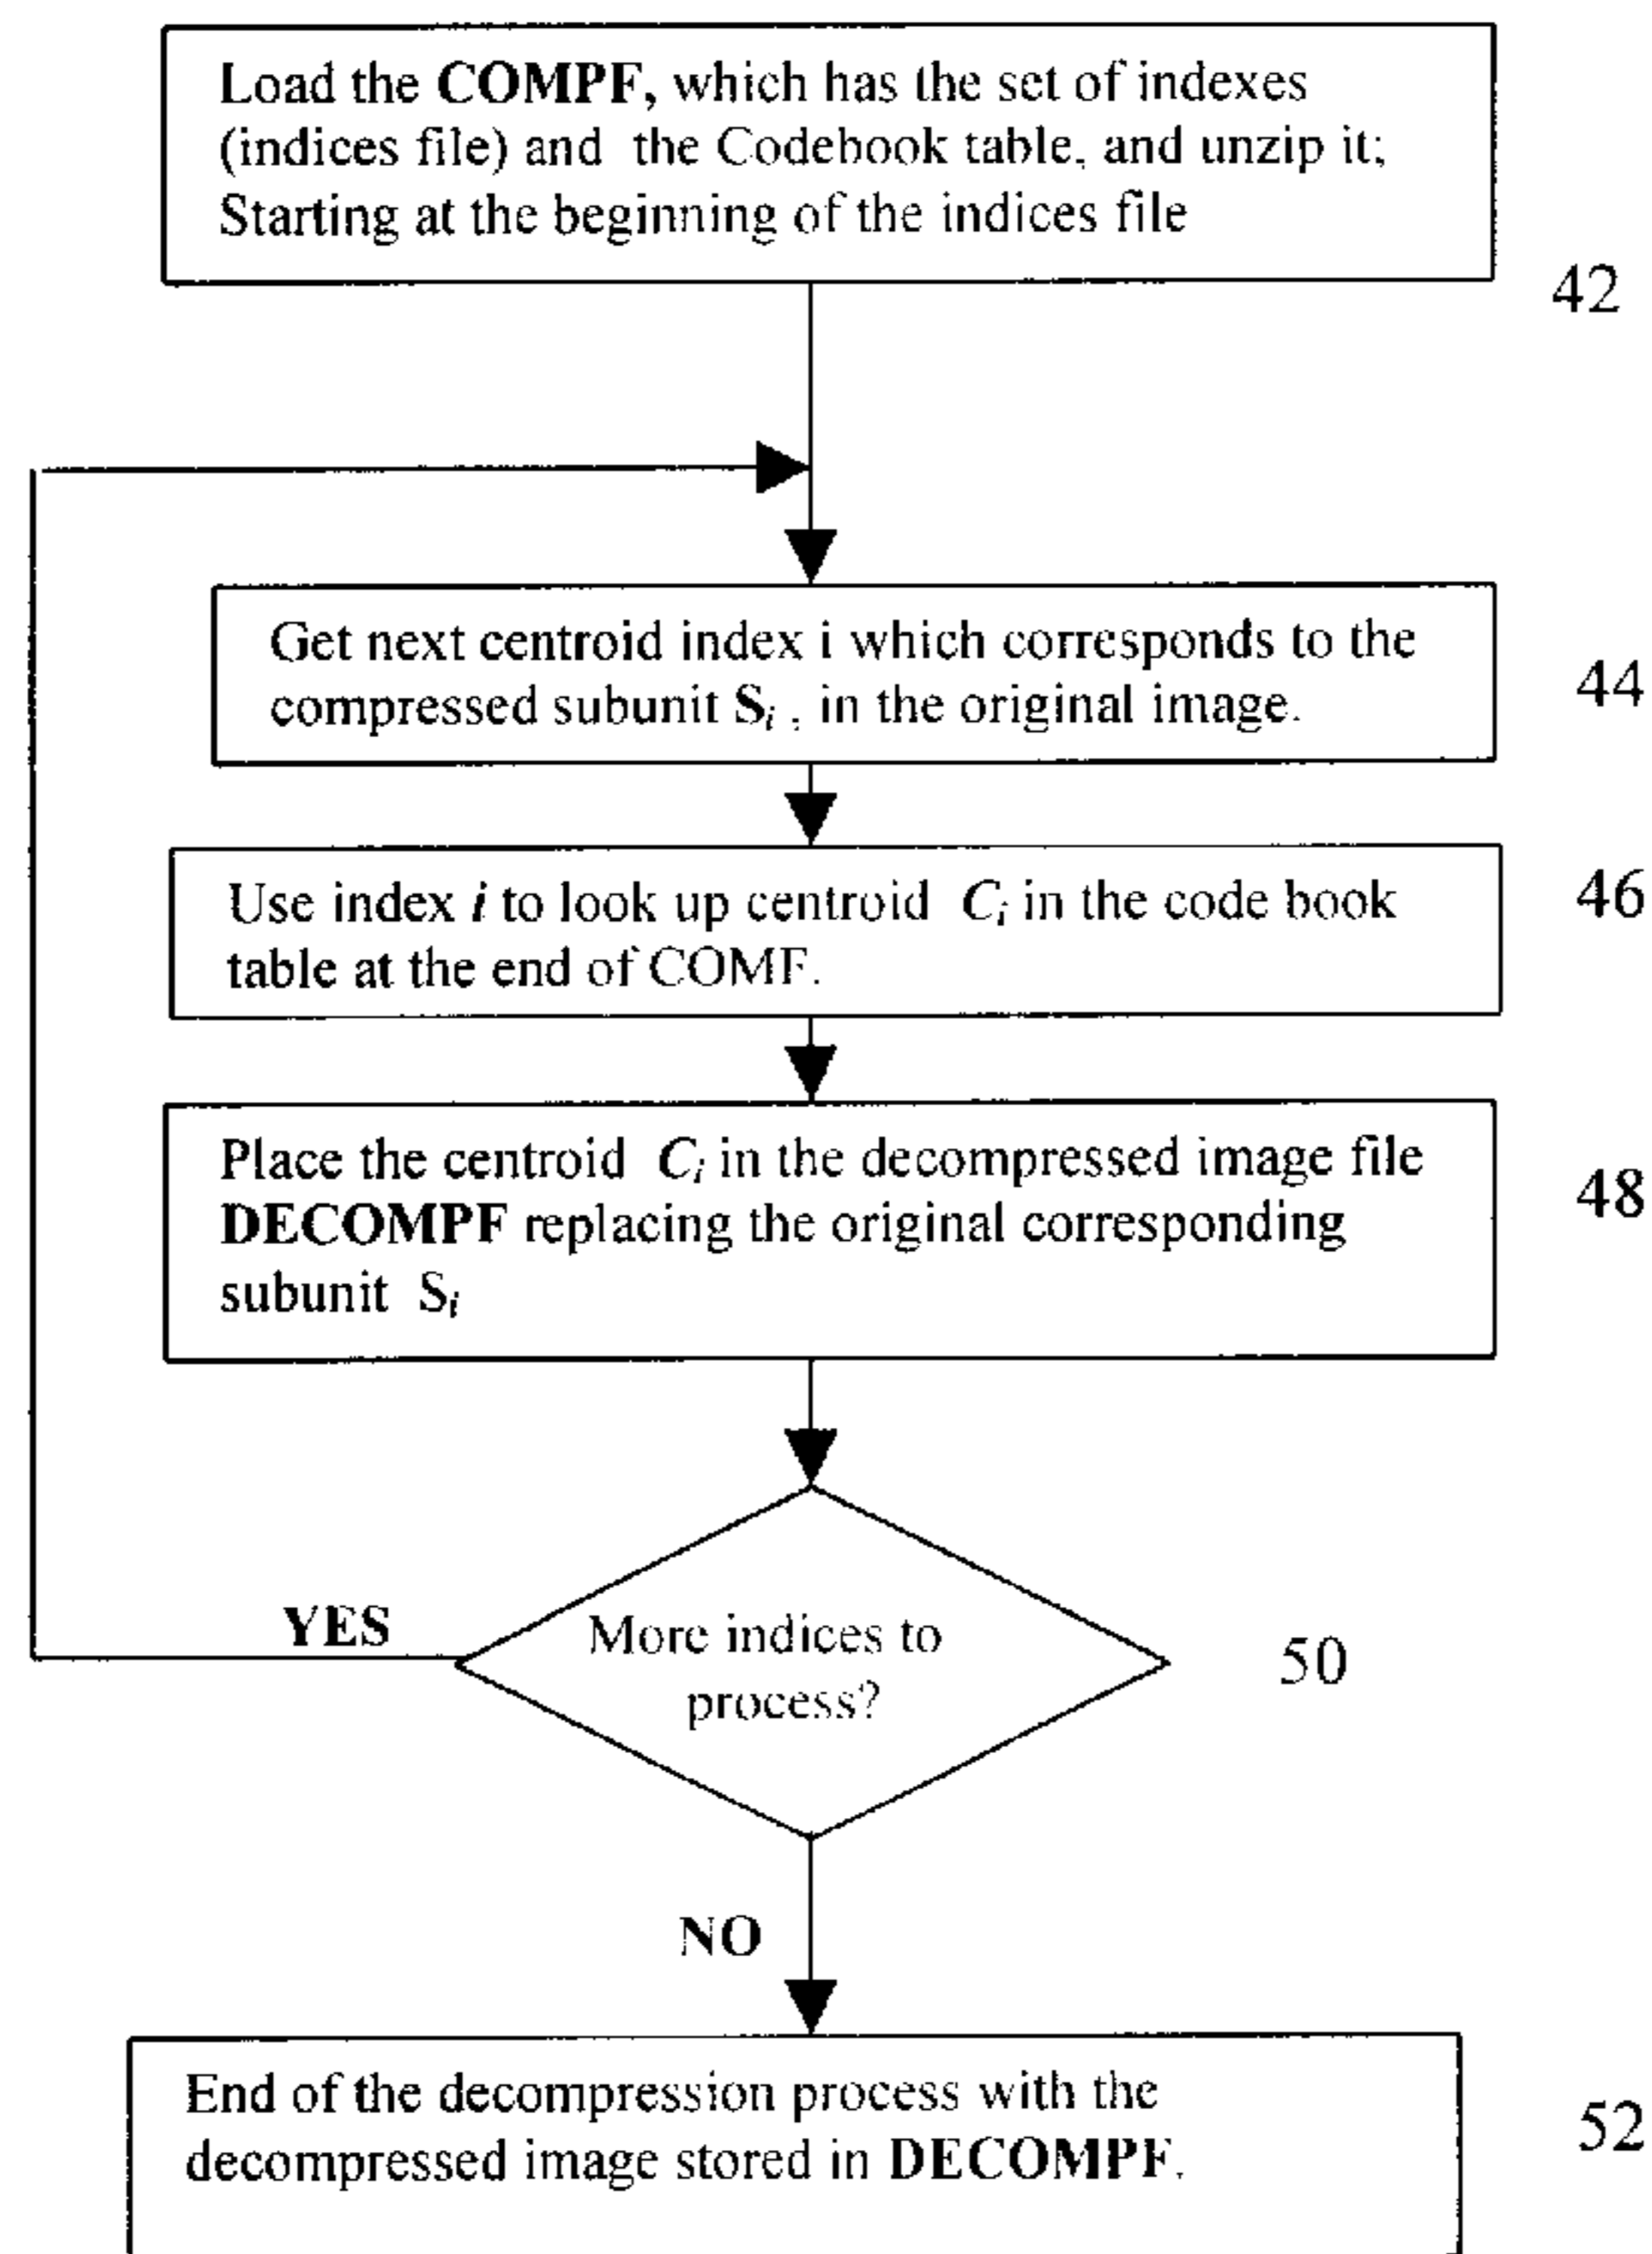 Load the COMPF, which has the set of indexes
(indices file) and the Codebook table, and unzip it;
Starting at the beginning of the indices file
42
Get next centroid index i which corresponds to the
compressed subunit Si , in the original image.
44
Use index i to look up centroid Ci in the code book
table at the end of COMF.
46
Place the centroid Ci in the decompressed image file
DECOMPF replacing the original corresponding
subunit Si
48
YES
More indices to
process?
50
NO
End of the decompression process with the
decompressed image stored in DECOMPF.
52